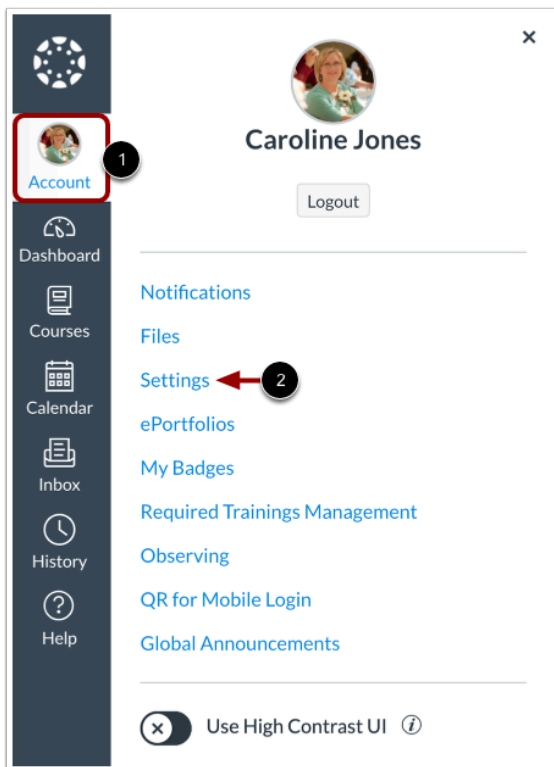 Account
1
Dashboard
Courses
Calendar
Inbox
History
Help
×
Caroline Jones
Logout
Notifications
Files
Settings
2
ePortfolios
My Badges
Required Trainings Management
Observing
QR for Mobile Login
Global Announcements
Use High Contrast UI i